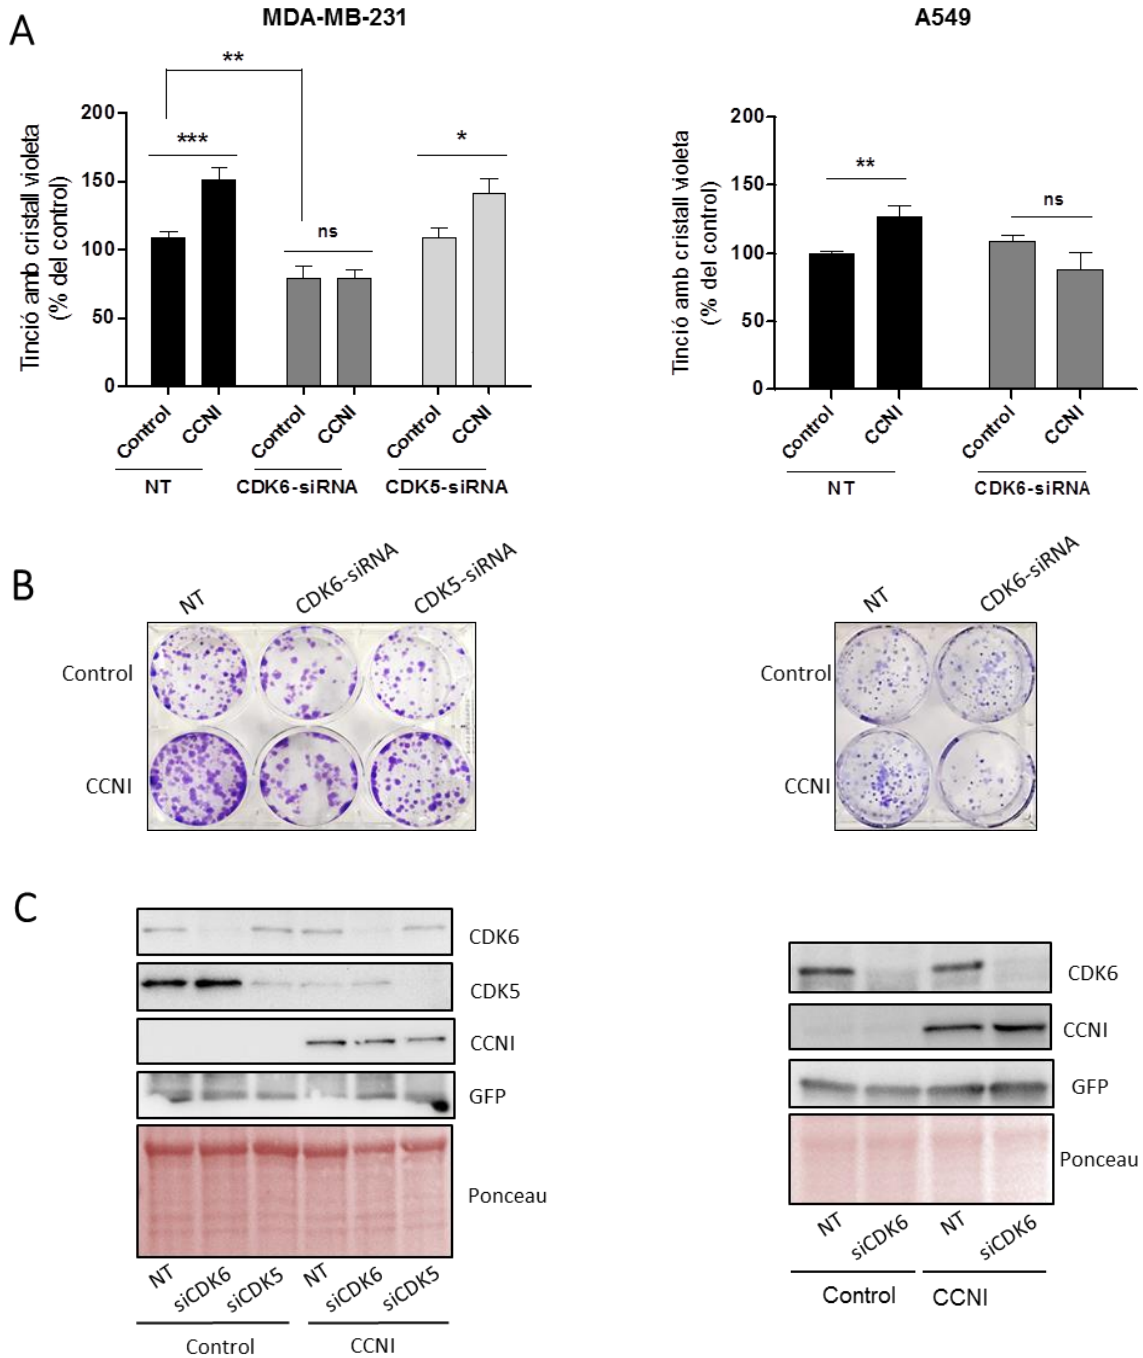 A
MDA-MB-231
A549
Tinció amb cristall violeta
(% del control)
200
150
100
50
0
**
***
ns
*
Control
CCNI
Control
CCNI
Control
CCNI
NT
CDK6-siRNA
CDK5-siRNA
Tinció amb cristall violeta
(% del control)
200
150
100
50
0
**
ns
Control
CCNI
Control
CCNI
NT
CDK6-siRNA
B
NT
CDK6-siRNA
CDK5-siRNA
Control
CCNI
NT
CDK6-siRNA
Control
CCNI
C
CDK6
CDK5
CCNI
GFP
Ponceau
NT
siCDK6
siCDK5
NT
siCDK6
siCDK5
Control
CCNI
CDK6
CCNI
GFP
Ponceau
NT
siCDK6
NT
siCDK6
Control
CCNI